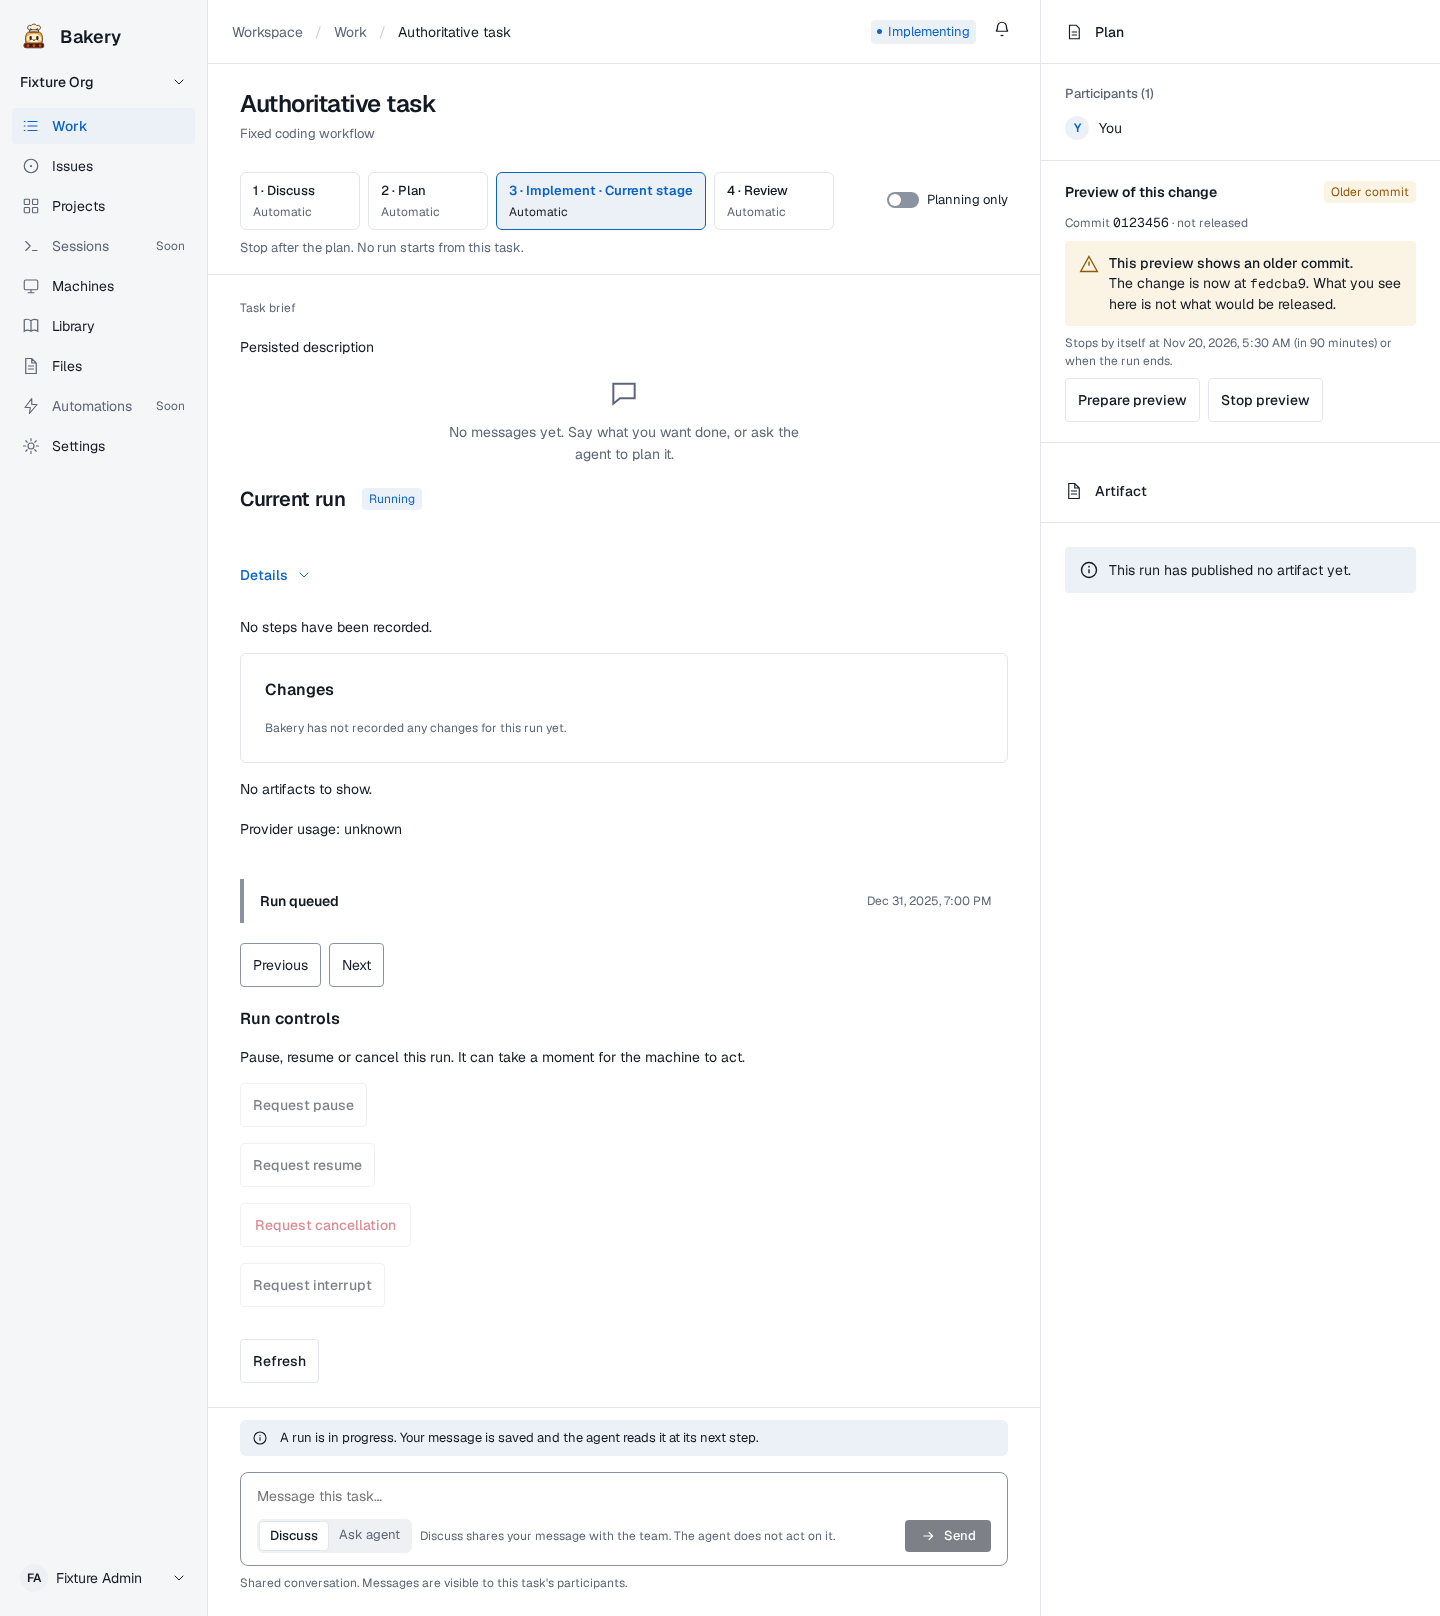 Bakery
Fixture Org
Work
Issues
Projects
Sessions Soon
Machines
Library
Files
Automations Soon
Settings
FA Fixture Admin
Workspace / Work / Authoritative task
Implementing
Authoritative task
Fixed coding workflow
1 · Discuss
Automatic
2 · Plan
Automatic
3 · Implement · Current stage
Automatic
4 · Review
Automatic
Planning only
Stop after the plan. No run starts from this task.
Task brief
Persisted description
No messages yet. Say what you want done, or ask the
agent to plan it.
Current run Running
Details
No steps have been recorded.
Changes
Bakery has not recorded any changes for this run yet.
No artifacts to show.
Provider usage: unknown
Run queued Dec 31, 2025, 7:00 PM
Previous Next
Run controls
Pause, resume or cancel this run. It can take a moment for the machine to act.
Request pause
Request resume
Request cancellation
Request interrupt
Refresh
A run is in progress. Your message is saved and the agent reads it at its next step.
Message this task…
Discuss Ask agent Discuss shares your message with the team. The agent does not act on it. Send
Shared conversation. Messages are visible to this task's participants.
Plan
Participants (1)
Y You
Preview of this change Older commit
Commit 0123456 · not released
This preview shows an older commit.
The change is now at fedcba9. What you see
here is not what would be released.
Stops by itself at Nov 20, 2026, 5:30 AM (in 90 minutes) or
when the run ends.
Prepare preview Stop preview
Artifact
This run has published no artifact yet.